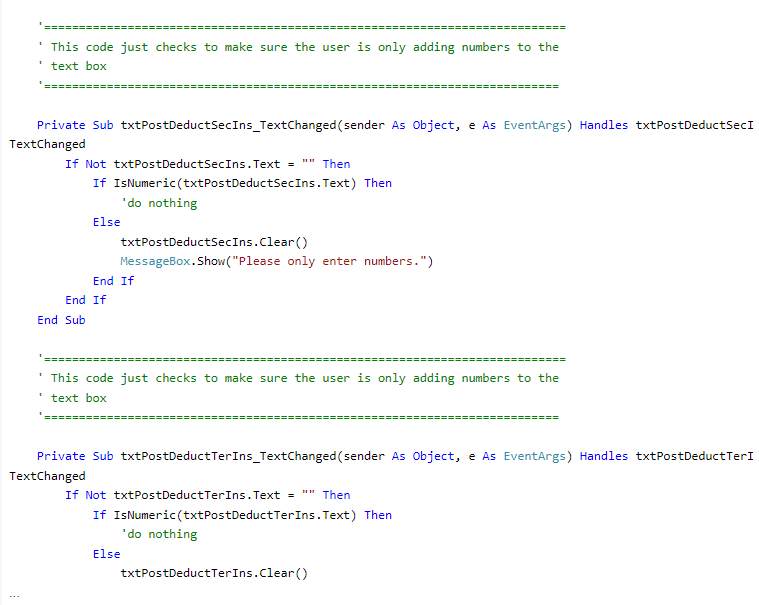 '===========================================================================
' This code just checks to make sure the user is only adding numbers to the
' text box
'==========================================================================
Private Sub txtPostDeductSecIns_TextChanged(sender As Object, e As EventArgs) Handles txtPostDeductSecI
TextChanged
If Not txtPostDeductSecIns.Text = "" Then
If IsNumeric(txtPostDeductSecIns.Text) Then
'do nothing
Else
txtPostDeductSecIns.Clear()
MessageBox.Show("Please only enter numbers.")
End If
End If
End Sub
'===========================================================================
' This code just checks to make sure the user is only adding numbers to the
' text box
'==========================================================================
Private Sub txtPostDeductTerIns_TextChanged(sender As Object, e As EventArgs) Handles txtPostDeductTerI
TextChanged
If Not txtPostDeductTerIns.Text = "" Then
If IsNumeric(txtPostDeductTerIns.Text) Then
'do nothing
Else
txtPostDeductTerIns.Clear()
...